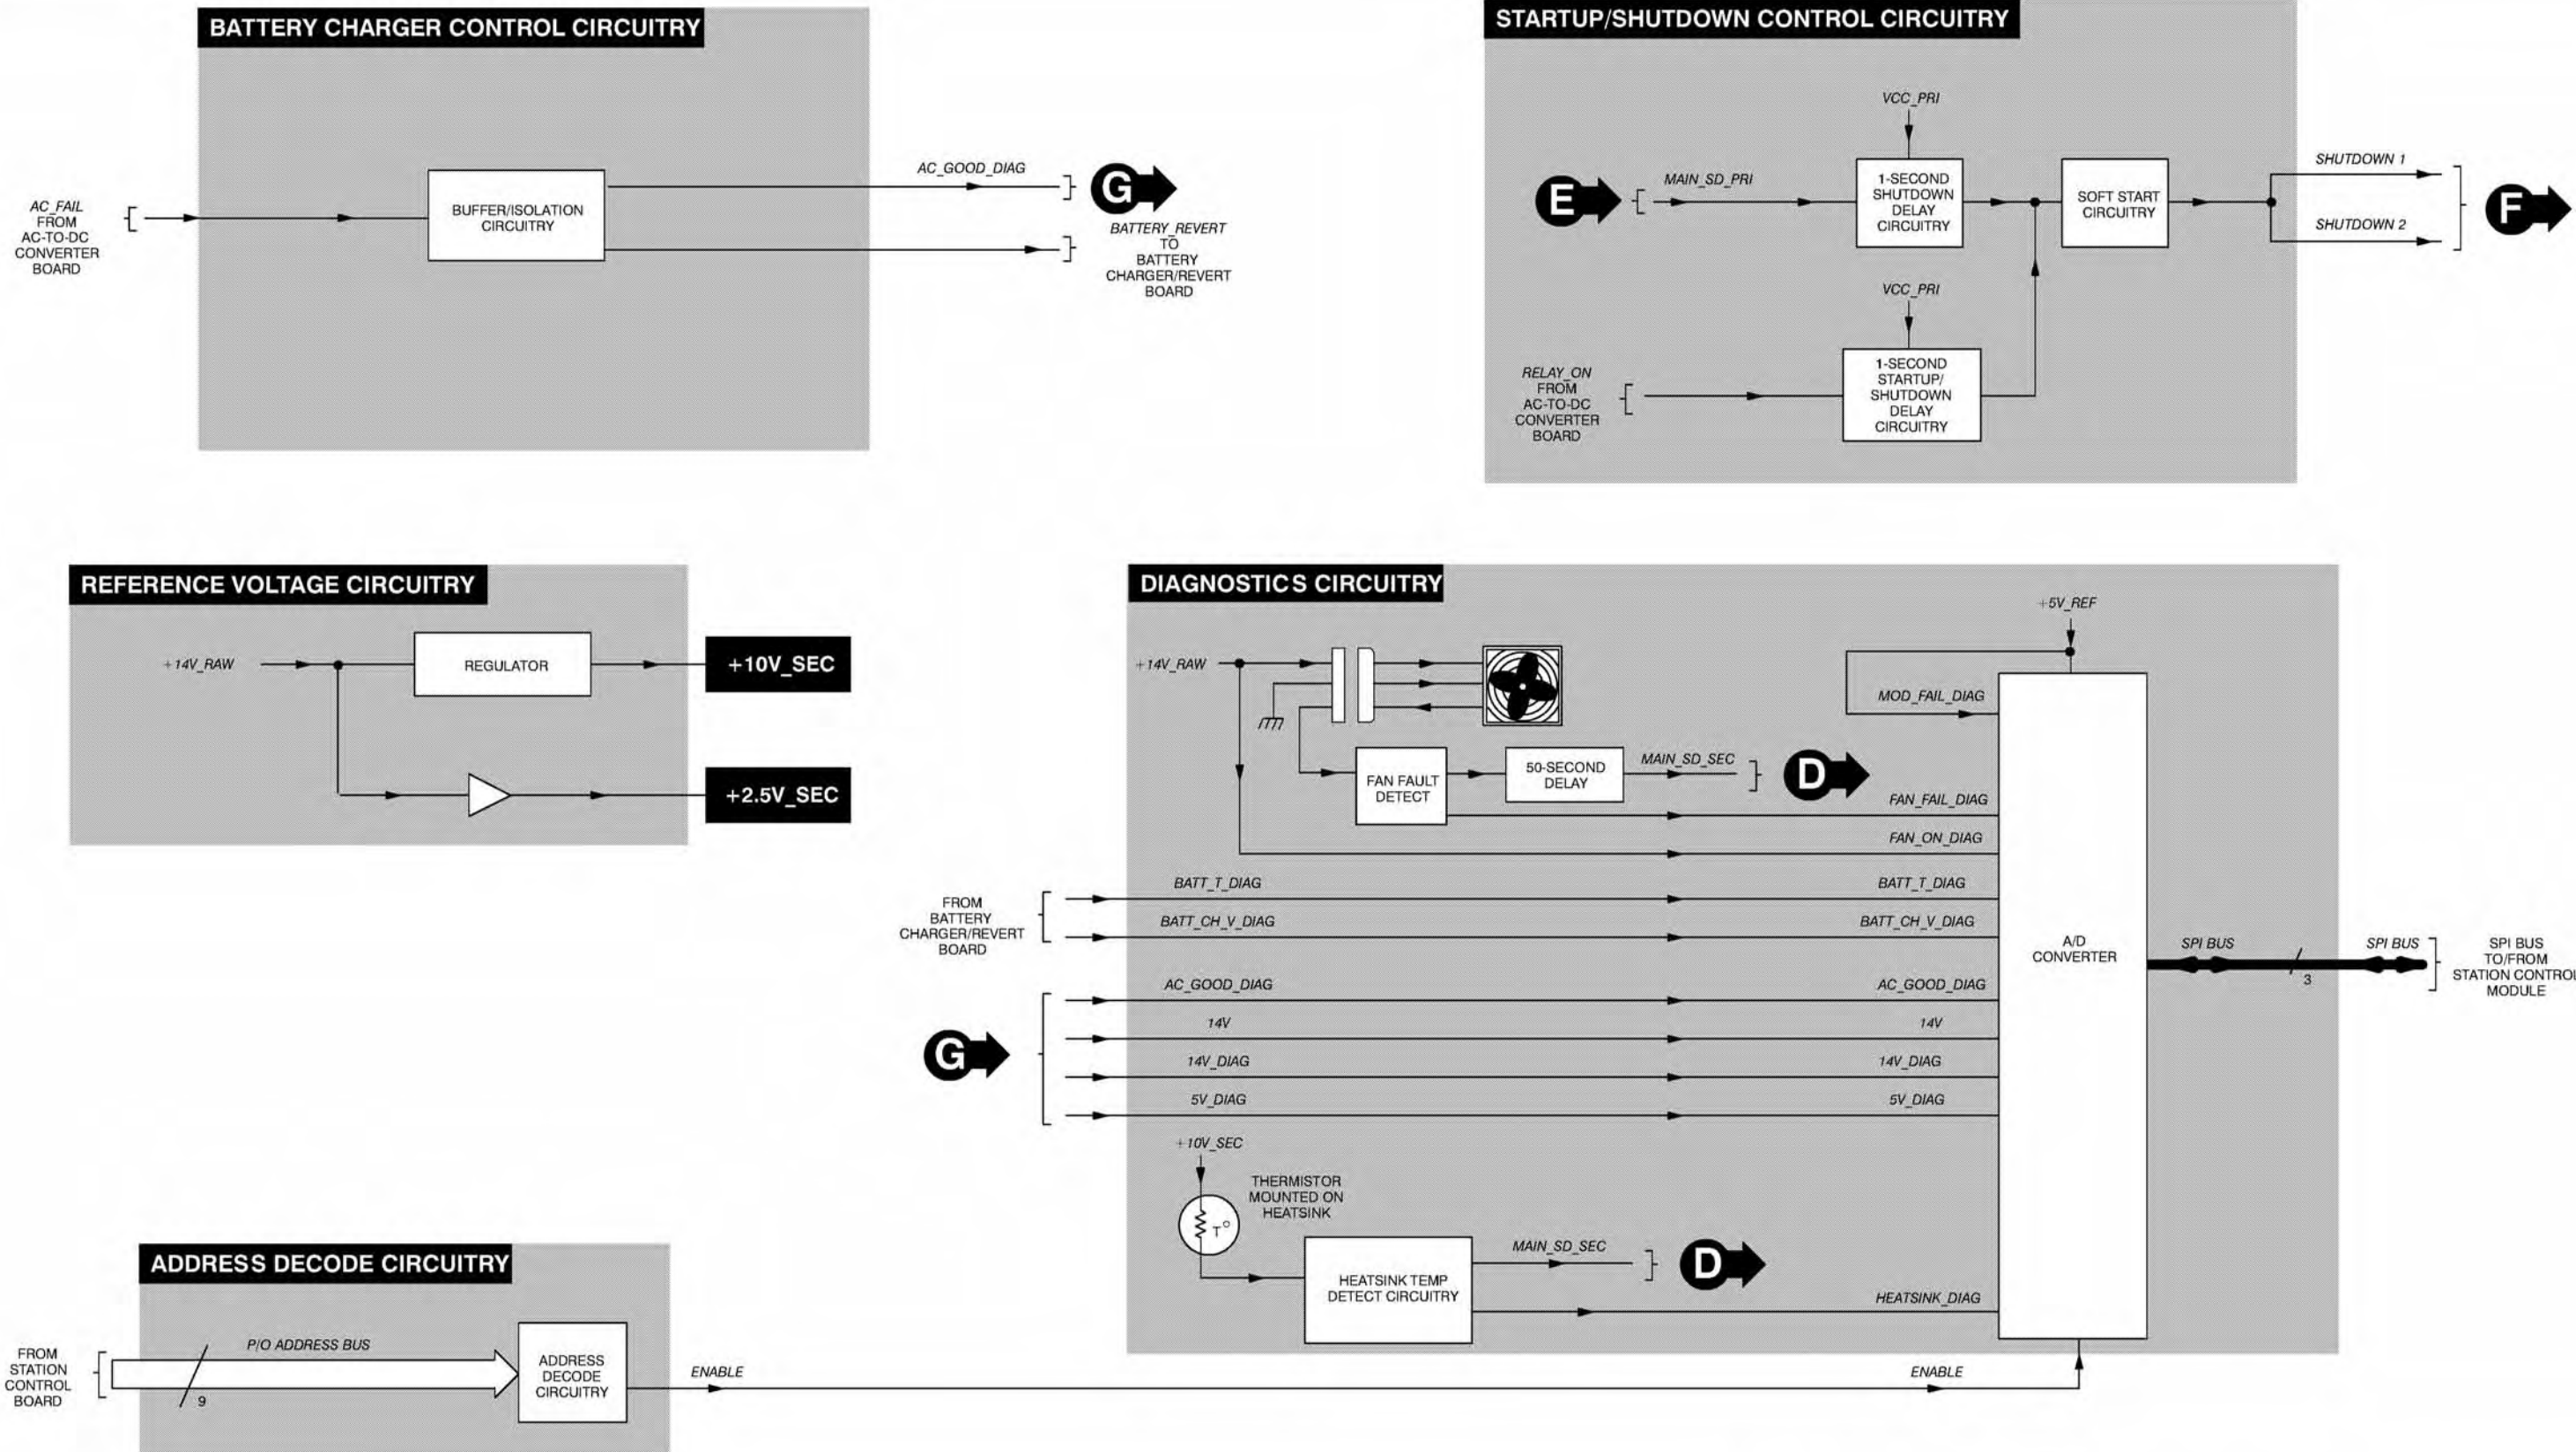 BATTERY CHARGER CONTROL CIRCUITRY
AC_FAIL
FROM
AC-TO-DC
CONVERTER
BOARD
BUFFER/ISOLATION
CIRCUITRY
AC_GOOD_DIAG
G
BATTERY_REVERT
TO
BATTERY
CHARGER/REVERT
BOARD
STARTUP/SHUTDOWN CONTROL CIRCUITRY
VCC_PRI
E
MAIN_SD_PRI
1-SECOND
SHUTDOWN
DELAY
CIRCUITRY
SOFT START
CIRCUITRY
SHUTDOWN 1
SHUTDOWN 2
F
VCC_PRI
RELAY_ON
FROM
AC-TO-DC
CONVERTER
BOARD
1-SECOND
STARTUP/
SHUTDOWN
DELAY
CIRCUITRY
REFERENCE VOLTAGE CIRCUITRY
+14V_RAW
REGULATOR
+10V_SEC
+2.5V_SEC
DIAGNOSTICS CIRCUITRY
+14V_RAW
+5V_REF
MOD_FAIL_DIAG
FAN FAULT
DETECT
50-SECOND
DELAY
MAIN_SD_SEC
D
FAN_FAIL_DIAG
FAN_ON_DIAG
FROM
BATTERY
CHARGER/REVERT
BOARD
BATT_T_DIAG
BATT_T_DIAG
BATT_CH_V_DIAG
BATT_CH_V_DIAG
A/D
CONVERTER
SPI BUS
3
SPI BUS
SPI BUS
TO/FROM
STATION CONTROL
MODULE
G
AC_GOOD_DIAG
AC_GOOD_DIAG
14V
14V
14V_DIAG
14V_DIAG
5V_DIAG
5V_DIAG
+10V_SEC
THERMISTOR
MOUNTED ON
HEATSINK
T°
HEATSINK TEMP
DETECT CIRCUITRY
MAIN_SD_SEC
D
HEATSINK_DIAG
ADDRESS DECODE CIRCUITRY
FROM
STATION
CONTROL
BOARD
P/O ADDRESS BUS
9
ADDRESS
DECODE
CIRCUITRY
ENABLE
ENABLE